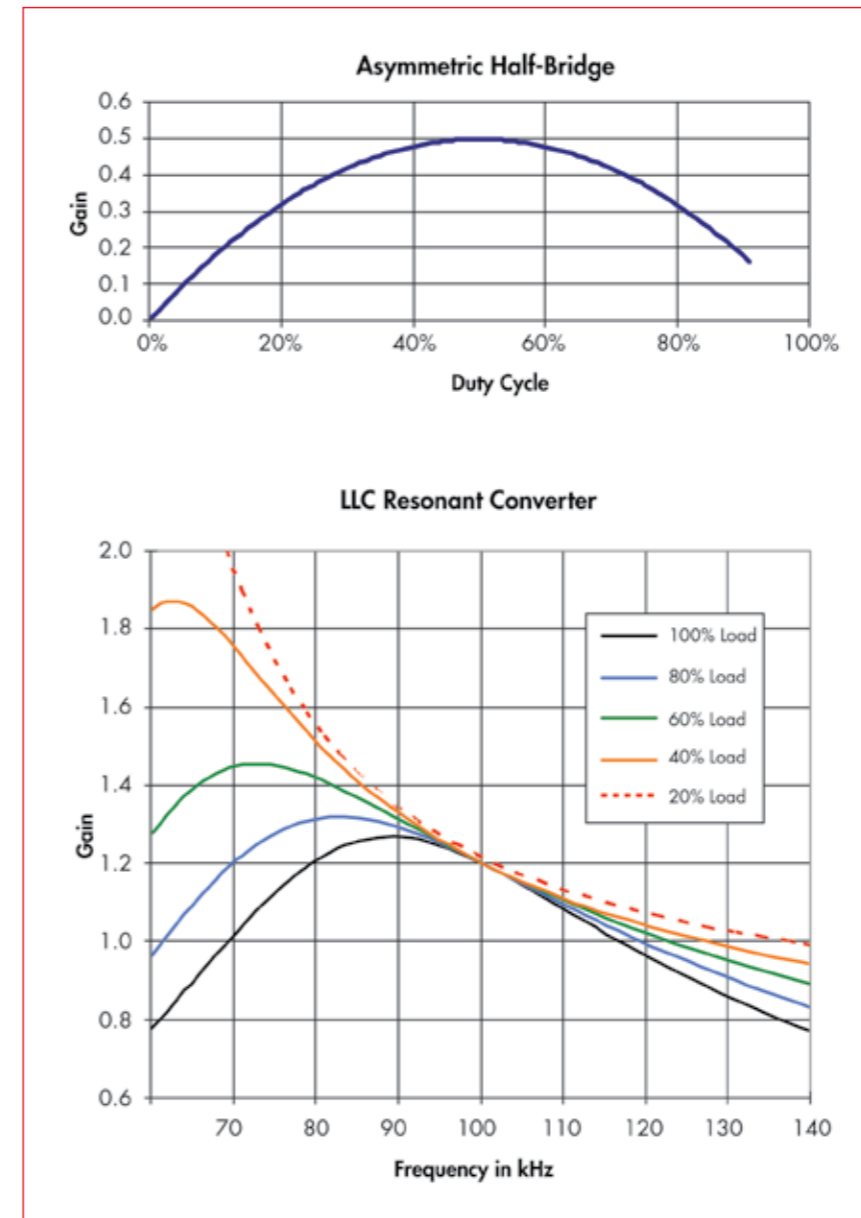 Asymmetric Half-Bridge
0.6
0.5
0.4
0.3
0.2
0.1
0.0
Gain
0% 20% 40% 60% 80% 100%
Duty Cycle
LLC Resonant Converter
2.0
1.8
1.6
1.4
1.2
1.0
0.8
0.6
Gain
100% Load
80% Load
60% Load
40% Load
20% Load
70 80 90 100 110 120 130 140
Frequency in kHz